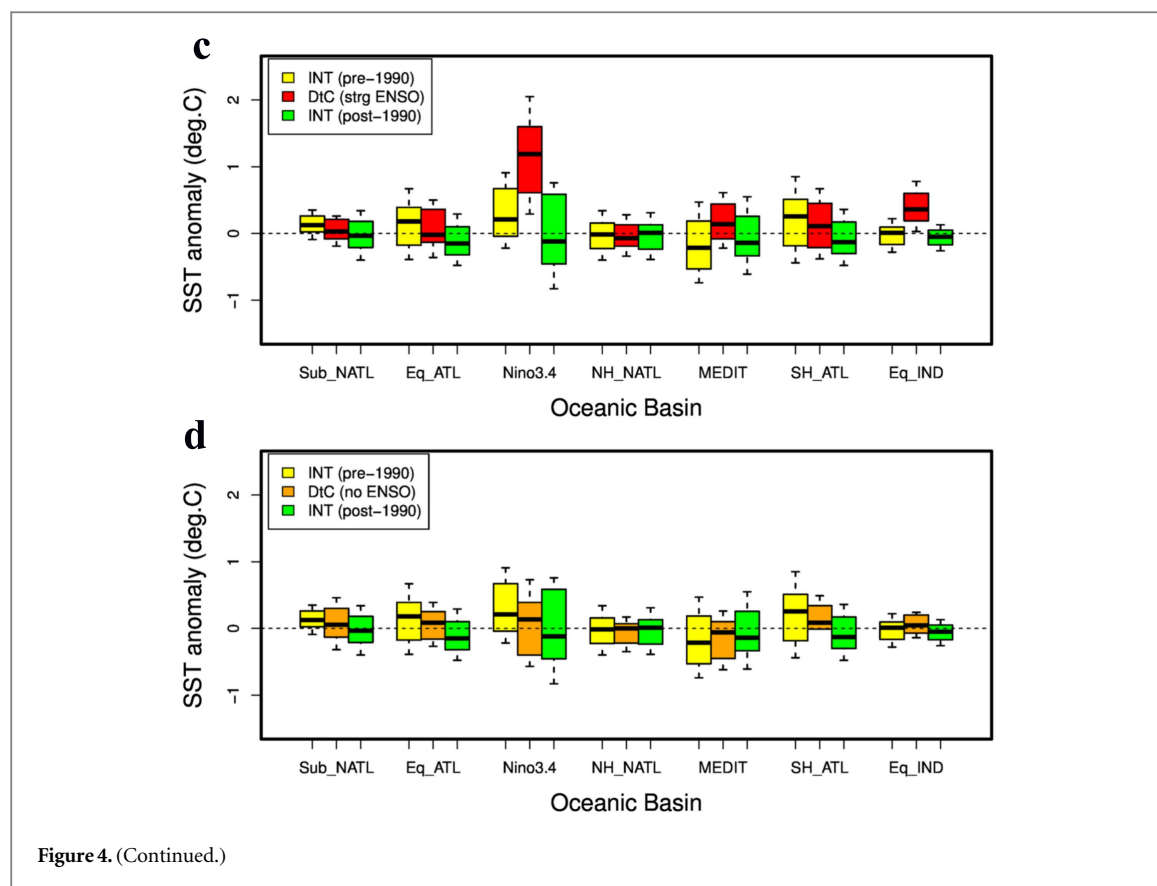 c
INT (pre−1990)
DtC (strg ENSO)
INT (post−1990)
SST anomaly (deg.C)
2
1
0
−1
Sub_NATL Eq_ATL Nino3.4 NH_NATL MEDIT SH_ATL Eq_IND
Oceanic Basin
d
INT (pre−1990)
DtC (no ENSO)
INT (post−1990)
SST anomaly (deg.C)
2
1
0
−1
Sub_NATL Eq_ATL Nino3.4 NH_NATL MEDIT SH_ATL Eq_IND
Oceanic Basin
Figure 4. (Continued.)